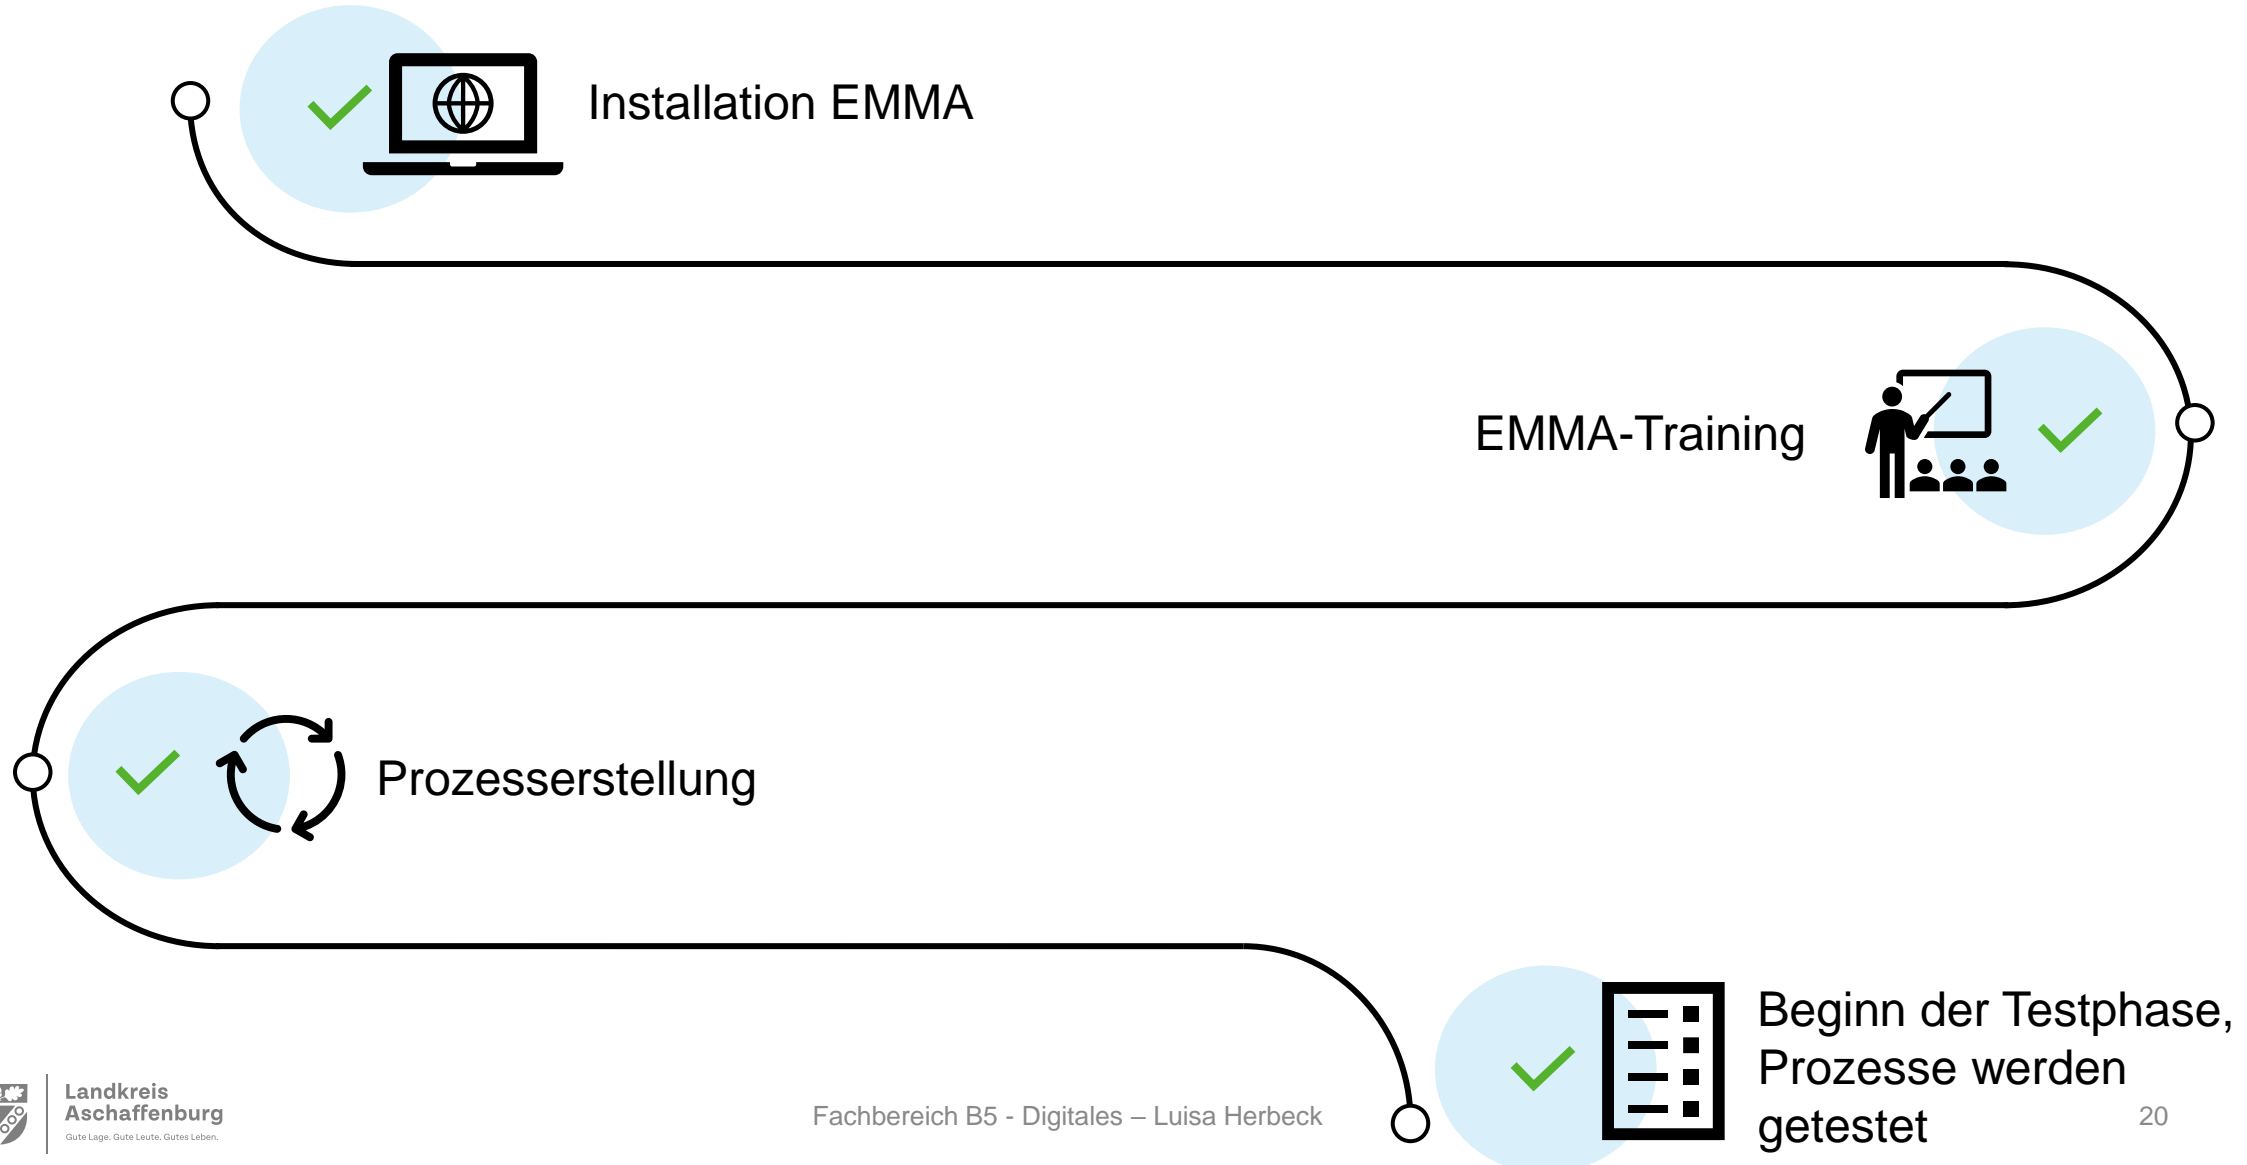 Installation EMMA
EMMA-Training
Prozesserstellung
Beginn der Testphase,
Prozesse werden
getestet
Landkreis
Aschaffenburg
Gute Lage. Gute Leute. Gutes Leben.
Fachbereich B5 - Digitales – Luisa Herbeck
20